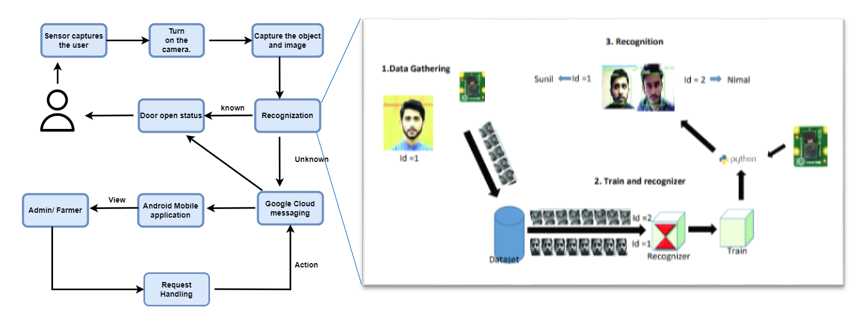 Sensor captures
the user
Turn
on the
camera.
Capture the object
and image
Door open status
known
Recognization
Unknown
Admin/ Farmer
View
Android Mobile
application
Google Cloud
messaging
Action
Request
Handling
3. Recognition
1.Data Gathering
Sunil
Id =1
Id = 2
Nimal
Id =1
python
2. Train and recognizer
Id =2
Id =1
Dataset
Recognizer
Train